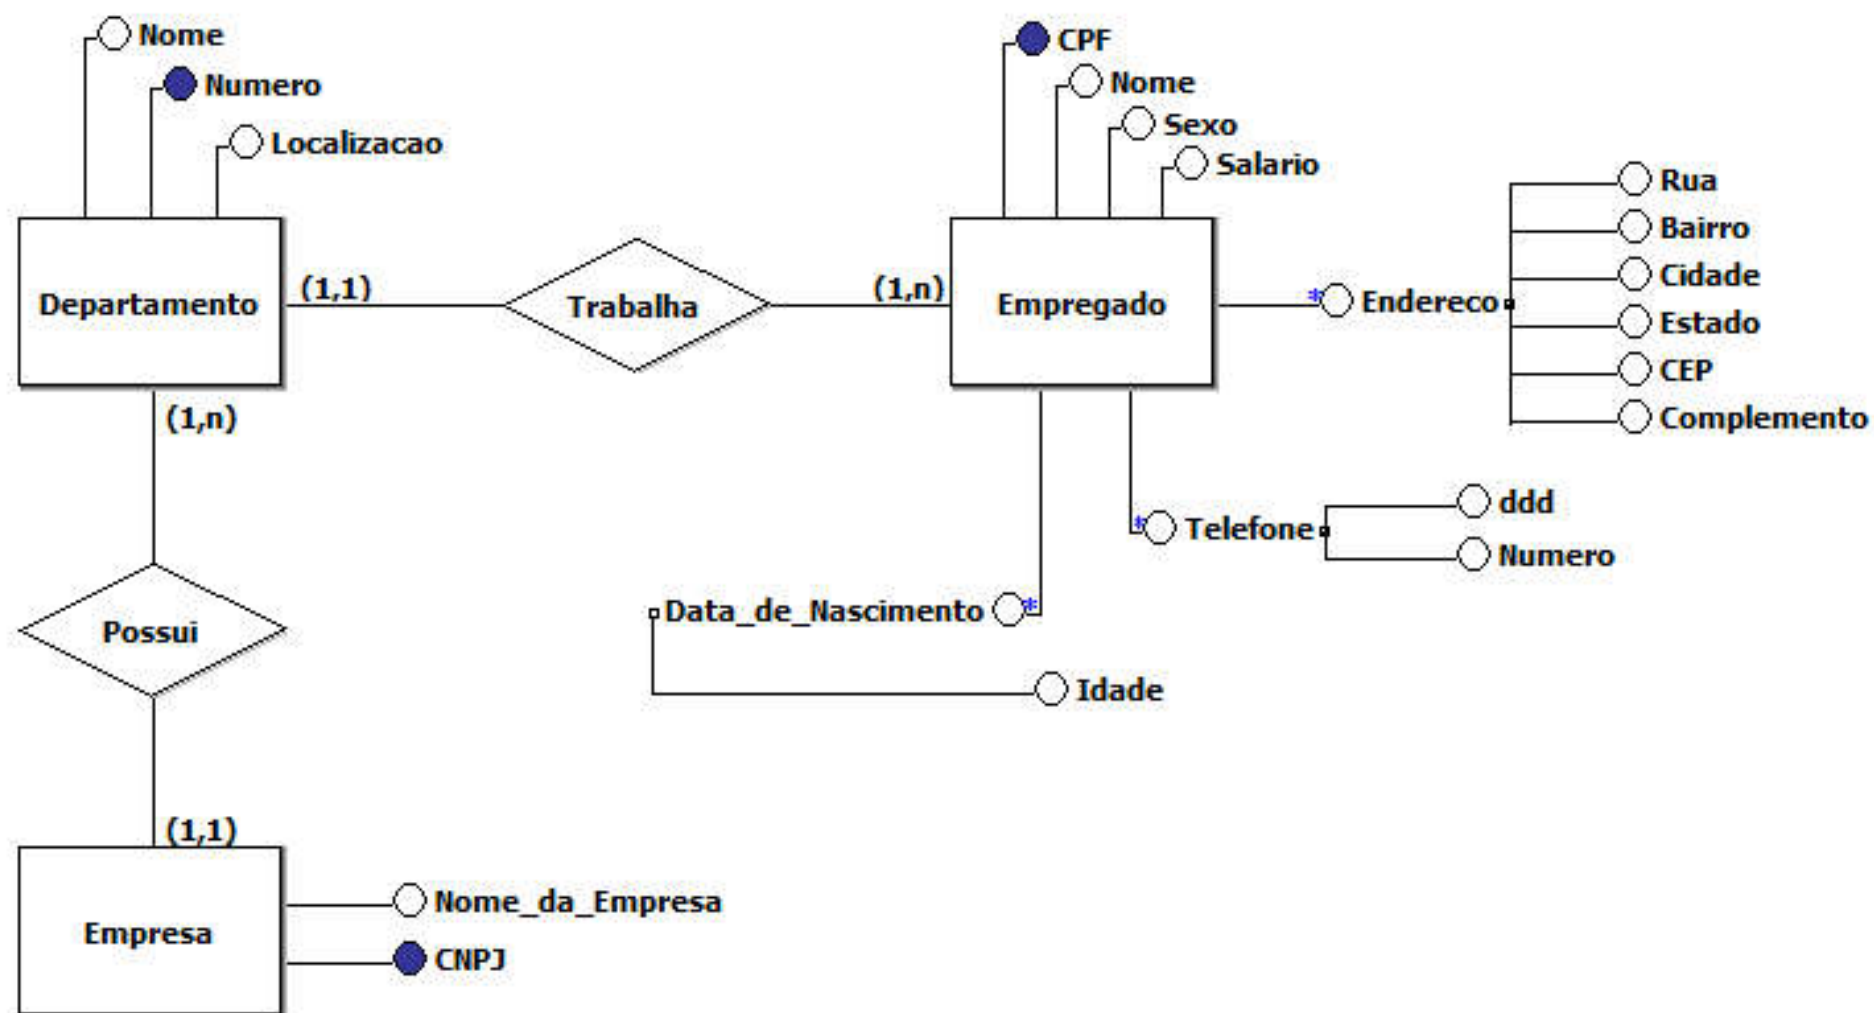 Nome
Numero
Localizacao
CPF
Nome
Sexo
Salario
Departamento
(1,1)
Trabalha
(1,n)
Empregado
*
Endereco
Rua
Bairro
Cidade
Estado
CEP
Complemento
(1,n)
*
Telefone
ddd
Numero
Data_de_Nascimento
*
Idade
Possui
(1,1)
Empresa
Nome_da_Empresa
CNPJ